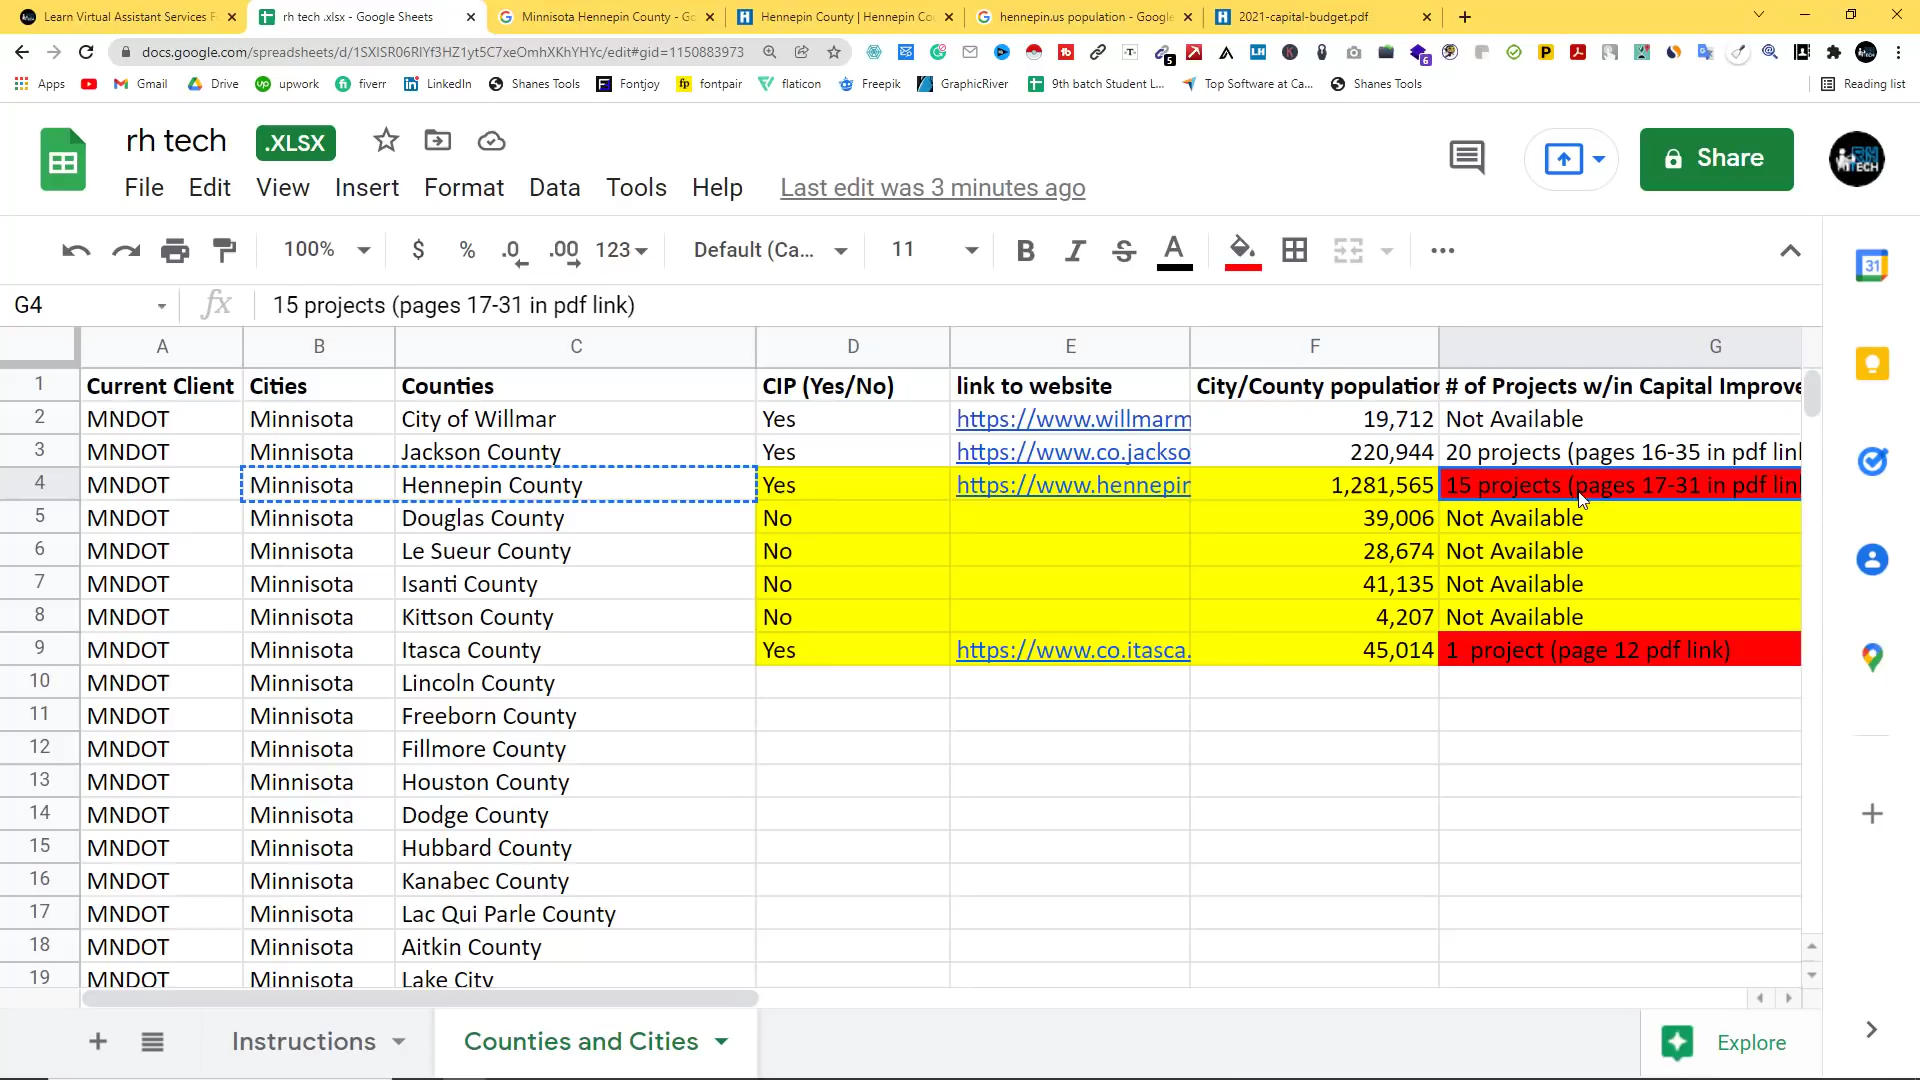 Learn Virtual Assistant Services F
rh tech .xlsx - Google Sheets
Minnisota Hennepin County - Go
Hennepin County | Hennepin Co
hennepin.us population - Google
2021-capital-budget.pdf
docs.google.com/spreadsheets/d/1SXISR06RIYf3HZ1yt5C7xeOmhXKhYHYc/edit#gid=1150883973
Apps Gmail Drive upwork fiverr LinkedIn Shanes Tools Fontjoy fontpair flaticon Freepik GraphicRiver 9th batch Student L... Top Software at Ca... Shanes Tools Reading list
rh tech .XLSX
Share
File Edit View Insert Format Data Tools Help Last edit was 3 minutes ago
100% $ % .0 .00 123 Default (Ca... 11 B I S A
G4 fx 15 projects (pages 17-31 in pdf link)
A B C D E F G
1 Current Client Cities Counties CIP (Yes/No) link to website City/County population # of Projects w/in Capital Improve
2 MNDOT Minnisota City of Willmar Yes https://www.willmarm 19,712 Not Available
3 MNDOT Minnisota Jackson County Yes https://www.co.jackso 220,944 20 projects (pages 16-35 in pdf link
4 MNDOT Minnisota Hennepin County Yes https://www.hennepin 1,281,565 15 projects (pages 17-31 in pdf lin
5 MNDOT Minnisota Douglas County No 39,006 Not Available
6 MNDOT Minnisota Le Sueur County No 28,674 Not Available
7 MNDOT Minnisota Isanti County No 41,135 Not Available
8 MNDOT Minnisota Kittson County No 4,207 Not Available
9 MNDOT Minnisota Itasca County Yes https://www.co.itasca. 45,014 1 project (page 12 pdf link)
10 MNDOT Minnisota Lincoln County
11 MNDOT Minnisota Freeborn County
12 MNDOT Minnisota Fillmore County
13 MNDOT Minnisota Houston County
14 MNDOT Minnisota Dodge County
15 MNDOT Minnisota Hubbard County
16 MNDOT Minnisota Kanabec County
17 MNDOT Minnisota Lac Qui Parle County
18 MNDOT Minnisota Aitkin County
19 MNDOT Minnisota Lake City
Instructions Counties and Cities Explore